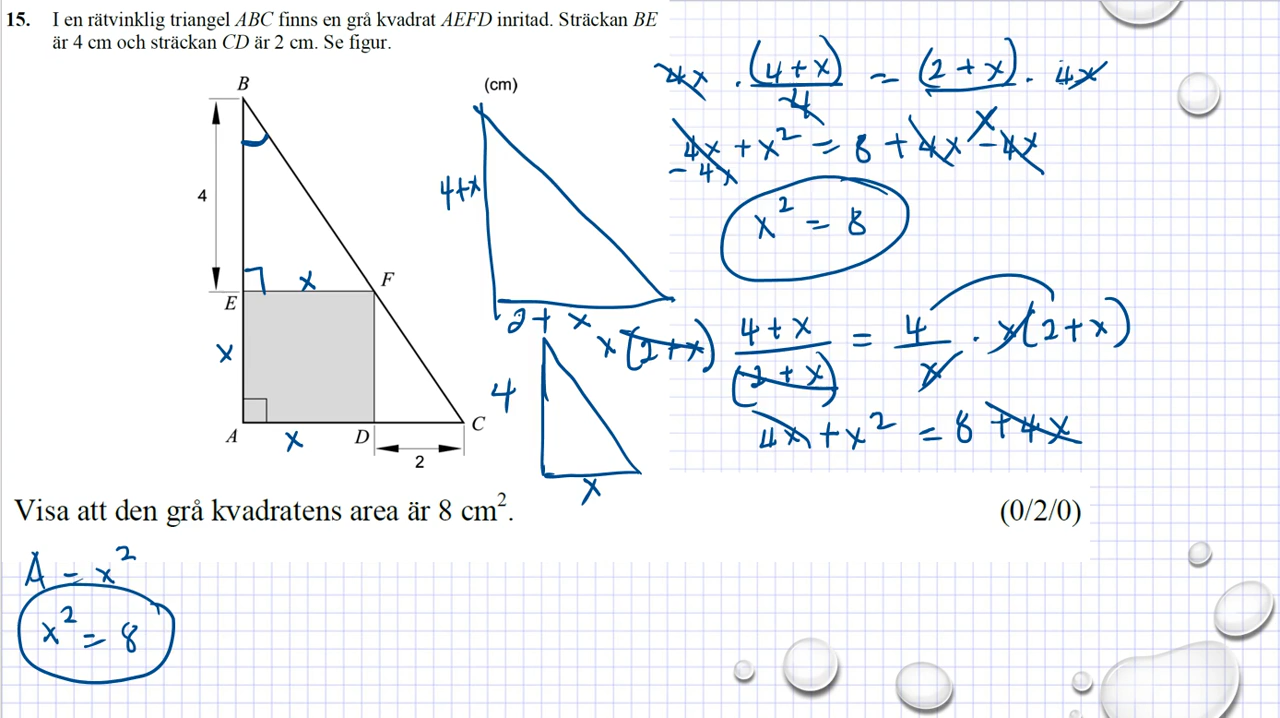 15. I en rätvinklig triangel ABC finns en grå kvadrat AEFD inritad. Sträckan BE
är 4 cm och sträckan CD är 2 cm. Se figur.
B
(cm)
4
E
F
x
x
A
x
D
C
2
4+x
2+x
4
x
4x · (4+x)/4 = (2+x)/x · 4x
4x + x² = 8 + 4x - 4x
- 4x
x² = 8
x(2+x) (4+x)/(2+x) = 4/x · x(2+x)
4x + x² = 8 + 4x
Visa att den grå kvadratens area är 8 cm².
(0/2/0)
A = x²
x² = 8